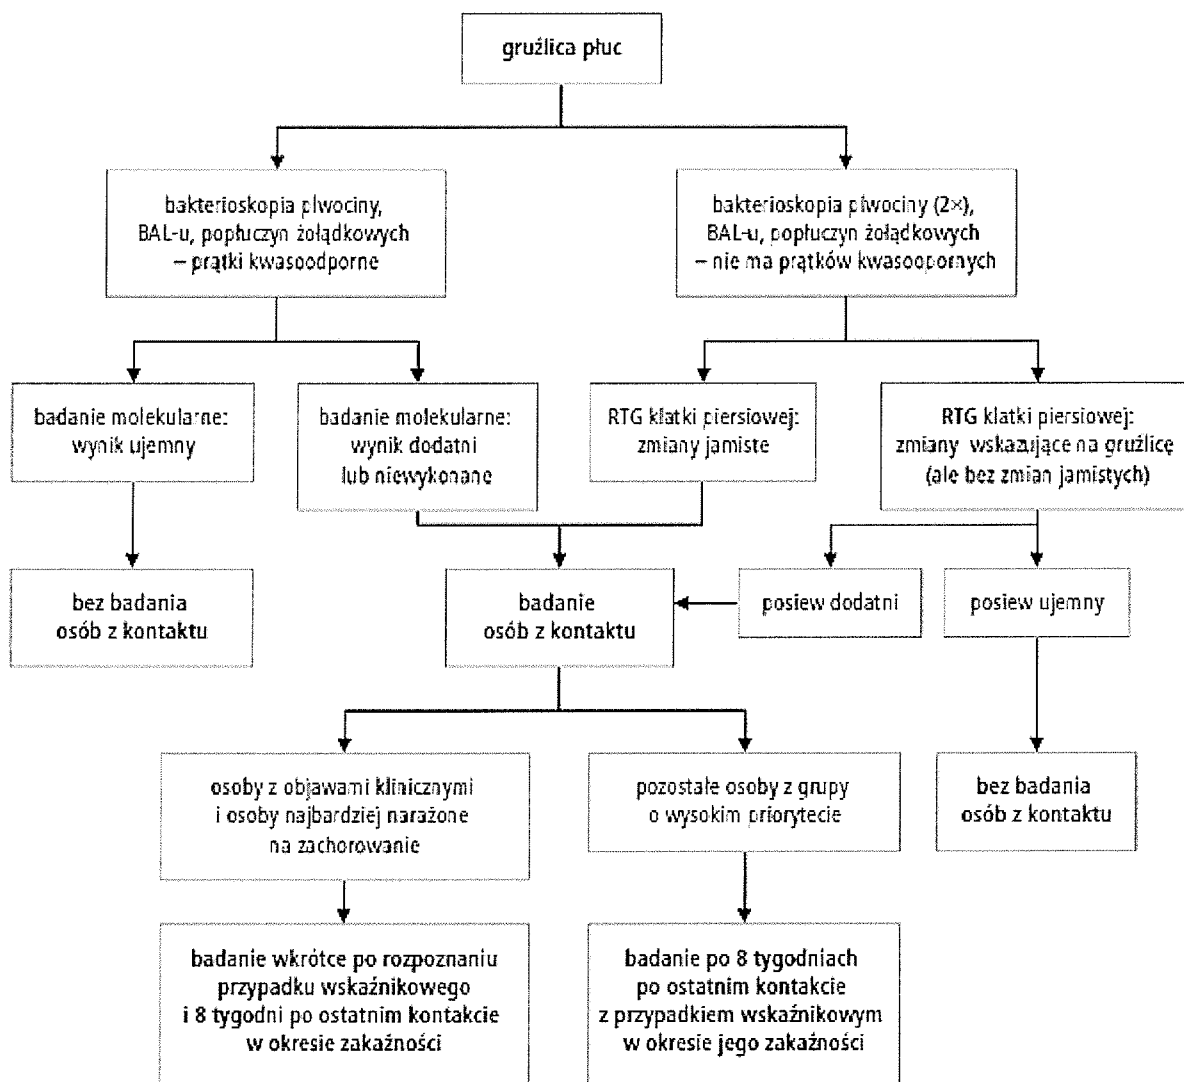 gruźlica płuc
bakterioskopia plwociny,
BAL-u, popłuczyn żołądkowych
– prątki kwasoodporne
bakterioskopia plwociny (2×),
BAL-u, popłuczyn żołądkowych
– nie ma prątków kwasoopornych
badanie molekularne:
wynik ujemny
badanie molekularne:
wynik dodatni
lub niewykonane
RTG klatki piersiowej:
zmiany jamiste
RTG klatki piersiowej:
zmiany wskazujące na gruźlicę
(ale bez zmian jamistych)
bez badania
osób z kontaktu
badanie
osób z kontaktu
posiew dodatni
posiew ujemny
osoby z objawami klinicznymi
i osoby najbardziej narażone
na zachorowanie
pozostałe osoby z grupy
o wysokim priorytecie
bez badania
osób z kontaktu
badanie wkrótce po rozpoznaniu
przypadku wskaźnikowego
i 8 tygodni po ostatnim kontakcie
w okresie zakaźności
badanie po 8 tygodniach
po ostatnim kontakcie
z przypadkiem wskaźnikowym
w okresie jego zakaźności